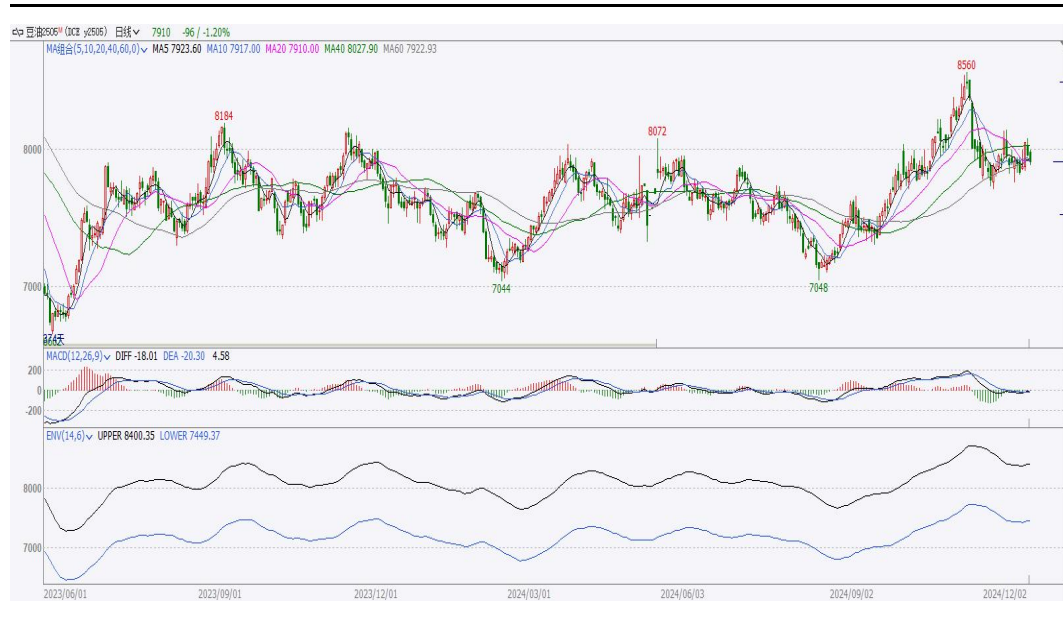 豆油2505M (DCE y2505) 日线 7910 -96 / -1.20%
MA组合(5,10,20,40,60,0) MA5 7923.60 MA10 7917.00 MA20 7910.00 MA40 8027.90 MA60 7922.93
8560
8184
8072
8000
7000
7044
7048
MACD(12,26,9) DIFF -18.01 DEA -20.30 4.58
200
0
-200
ENV(14,6) UPPER 8400.35 LOWER 7449.37
8000
7000
2023/06/01 2023/09/01 2023/12/01 2024/03/01 2024/06/03 2024/09/02 2024/12/02